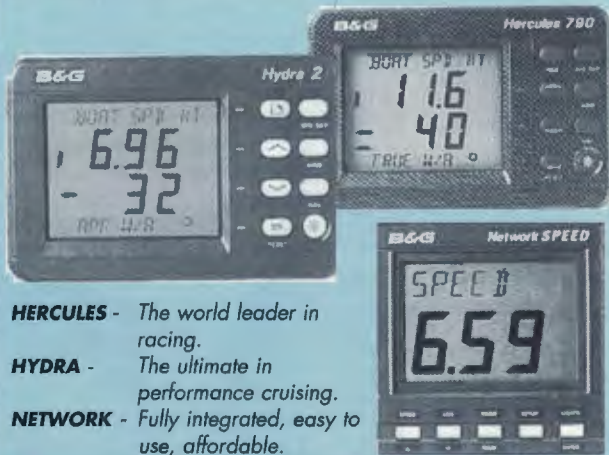 B&G Hercules 790
BOAT SPD KT
11.6
- 40
TRUE W/A °
B&G Hydra 2
BOAT SPD KT
6.96
- 32
APP W/A °
B&G Network SPEED
SPEED
6.59
HERCULES - The world leader in
racing.
HYDRA - The ultimate in
performance cruising.
NETWORK - Fully integrated, easy to
use, affordable.